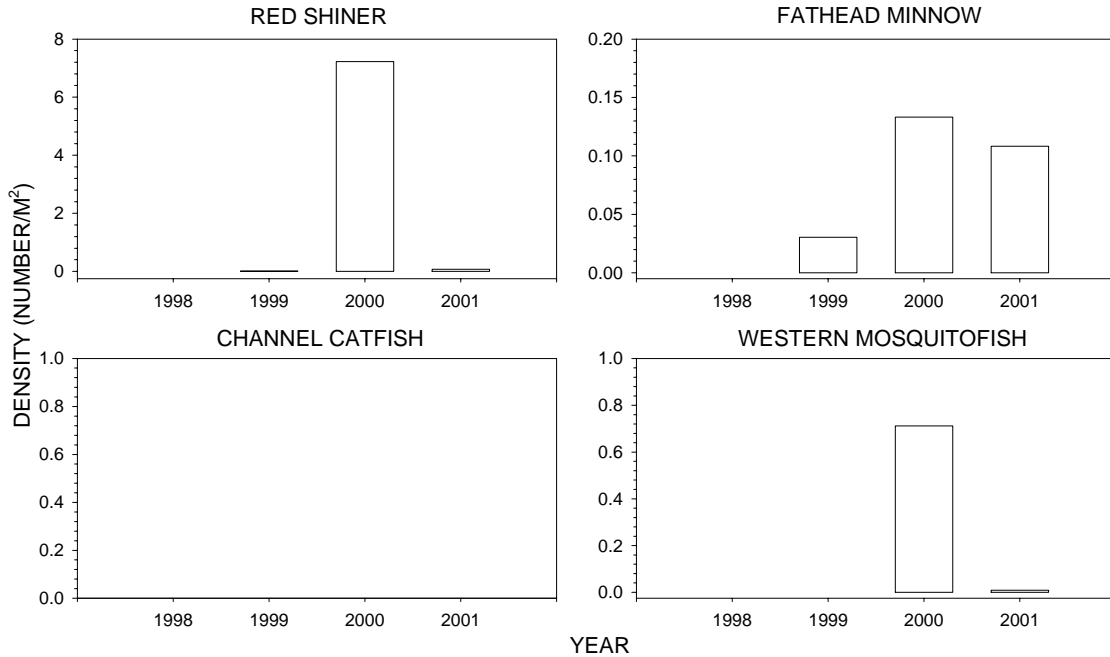 RED SHINER
8
6
4
2
0
1998 1999 2000 2001
FATHEAD MINNOW
0.20
0.15
0.10
0.05
0.00
1998 1999 2000 2001
DENSITY (NUMBER/M²)
CHANNEL CATFISH
1.0
0.8
0.6
0.4
0.2
0.0
1998 1999 2000 2001
WESTERN MOSQUITOFISH
1.0
0.8
0.6
0.4
0.2
0.0
1998 1999 2000 2001
YEAR